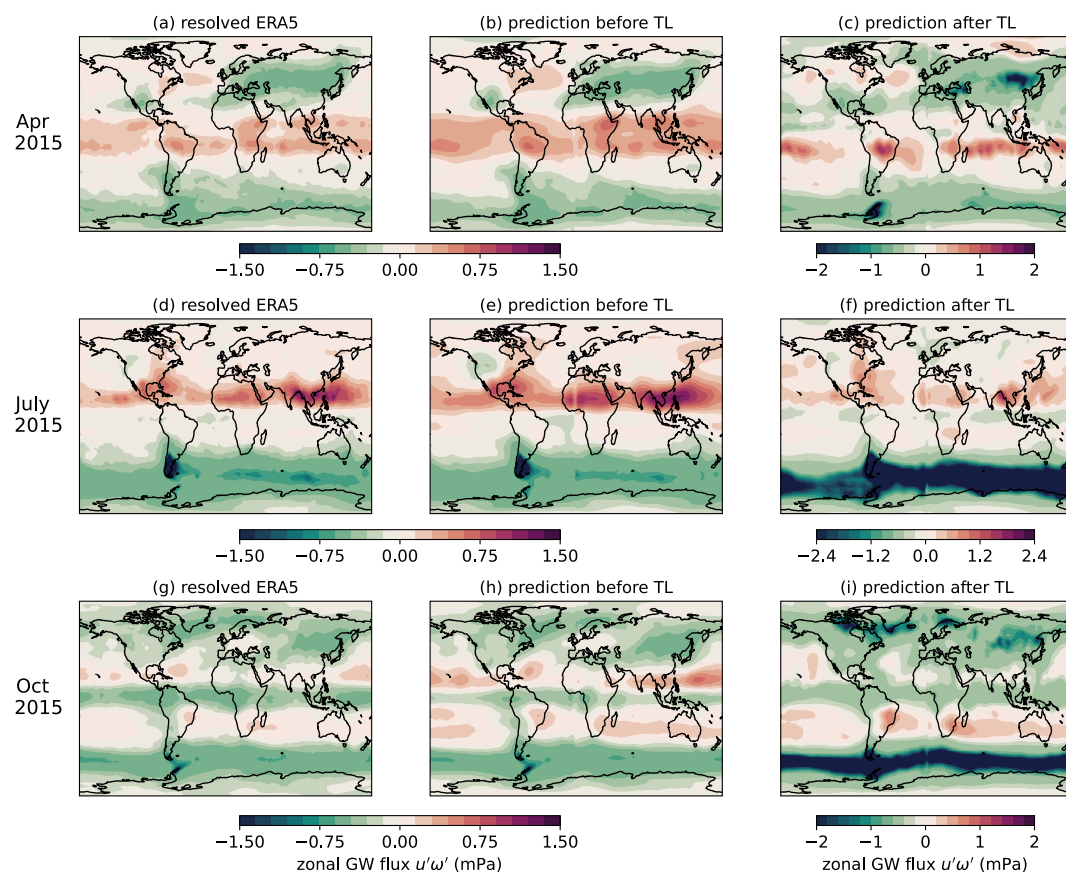 (a) resolved ERA5
(b) prediction before TL
(c) prediction after TL
Apr
2015
−1.50 −0.75 0.00 0.75 1.50
−2 −1 0 1 2
(d) resolved ERA5
(e) prediction before TL
(f) prediction after TL
July
2015
−1.50 −0.75 0.00 0.75 1.50
−2.4 −1.2 0.0 1.2 2.4
(g) resolved ERA5
(h) prediction before TL
(i) prediction after TL
Oct
2015
−1.50 −0.75 0.00 0.75 1.50
zonal GW flux u′ω′ (mPa)
−2 −1 0 1 2
zonal GW flux u′ω′ (mPa)